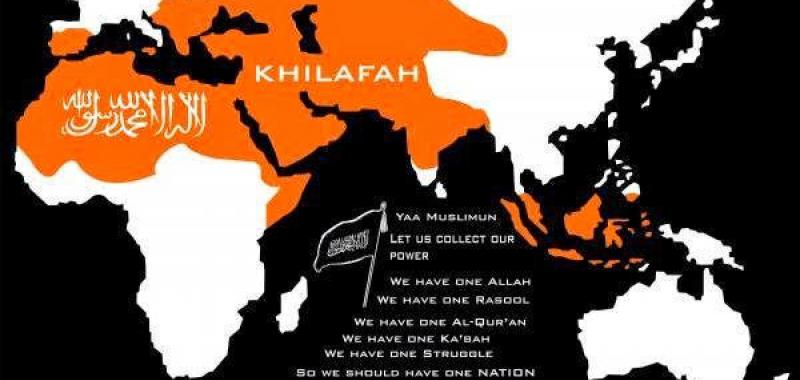 KHILAFAH
لا إله إلا الله محمد رسول الله
YAA MUSLIMUN
LET US COLLECT OUR
POWER
WE HAVE ONE ALLAH
WE HAVE ONE RASOOL
WE HAVE ONE AL-QUR'AN
WE HAVE ONE KA'BAH
WE HAVE ONE STRUGGLE
SO WE SHOULD HAVE ONE NATION